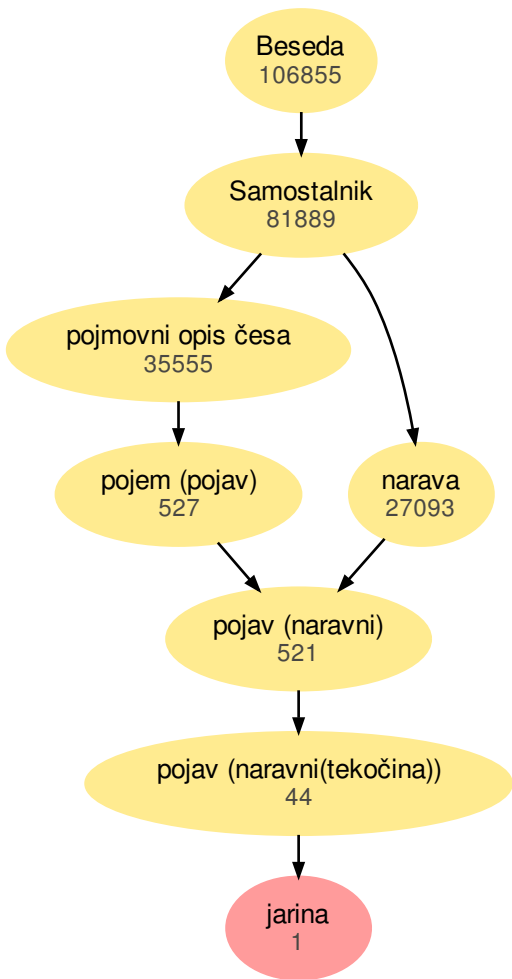 Beseda
106855
Samostalnik
81889
pojmovni opis česa
35555
pojem (pojav)
527
narava
27093
pojav (naravni)
521
pojav (naravni(tekočina))
44
jarina
1